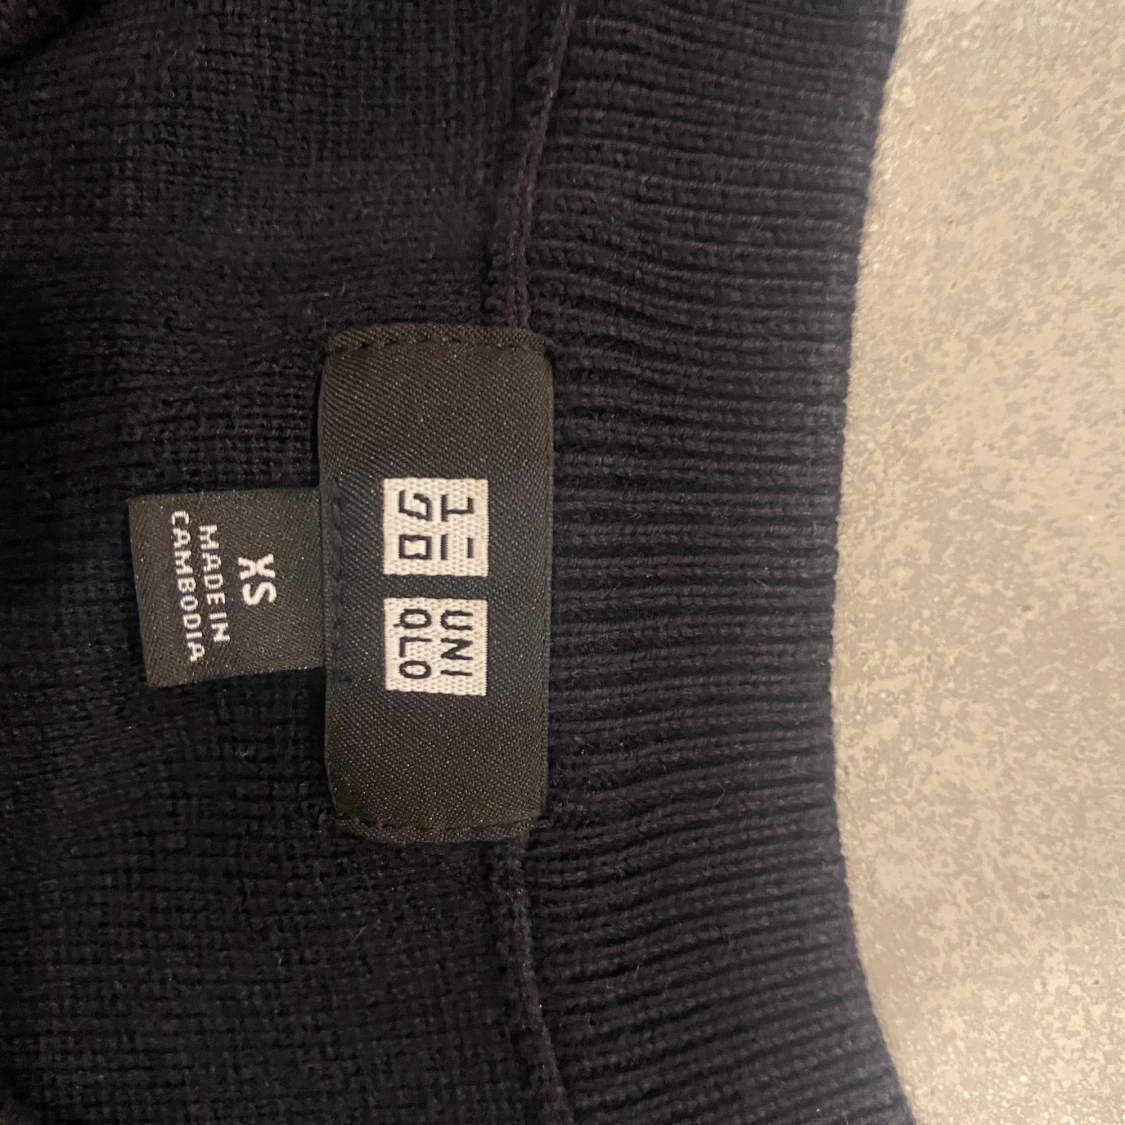 ユニ
クロ
UNI
QLO
XS
MADE IN
CAMBODIA